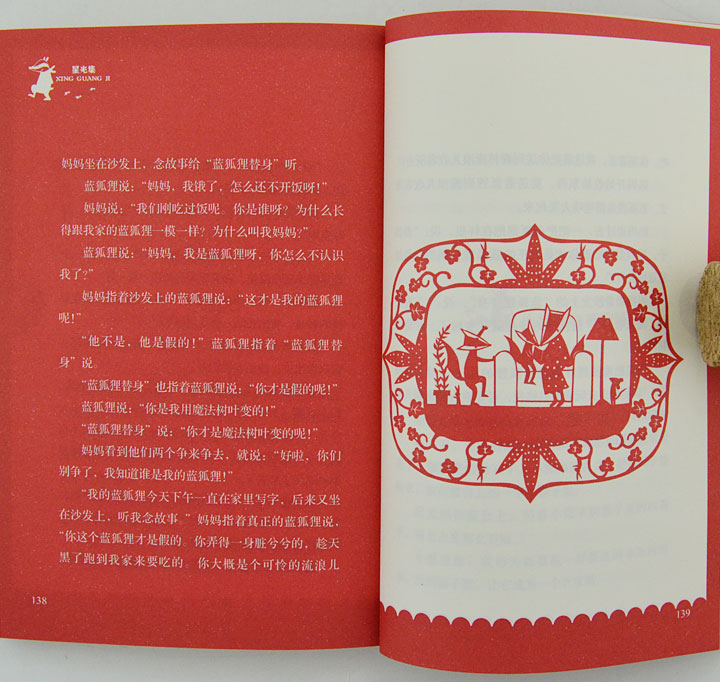 星光集
XING GUANG JI
妈妈坐在沙发上，念故事给“蓝狐狸替身”听。
蓝狐狸说：“妈妈，我饿了，怎么还不开饭呀！”
妈妈说：“我们刚吃过饭呢。你是谁呀？为什么长
得跟我家的蓝狐狸一模一样？为什么叫我妈妈？”
蓝狐狸说：“妈妈，我是蓝狐狸呀，你怎么不认识
我了？”
妈妈指着沙发上的蓝狐狸说：“这才是我的蓝狐狸
呢！”
“他不是，他是假的！”蓝狐狸指着“蓝狐狸替
身”说。
“蓝狐狸替身”也指着蓝狐狸说：“你才是假的呢！”
蓝狐狸说：“你是我用魔法树叶变的！”
“蓝狐狸替身”说：“你才是魔法树叶变的呢！”
妈妈看到他们两个争来争去，就说：“好啦，你们
别争了，我知道谁是我的蓝狐狸！”
“我的蓝狐狸今天下午一直在家里写字，后来又坐
在沙发上，听我念故事。”妈妈指着真正的蓝狐狸说，
“你这个蓝狐狸才是假的。你弄得一身脏兮兮的，趁天
黑了跑到我家来要吃的。你大概是个可怜的流浪儿
138
139